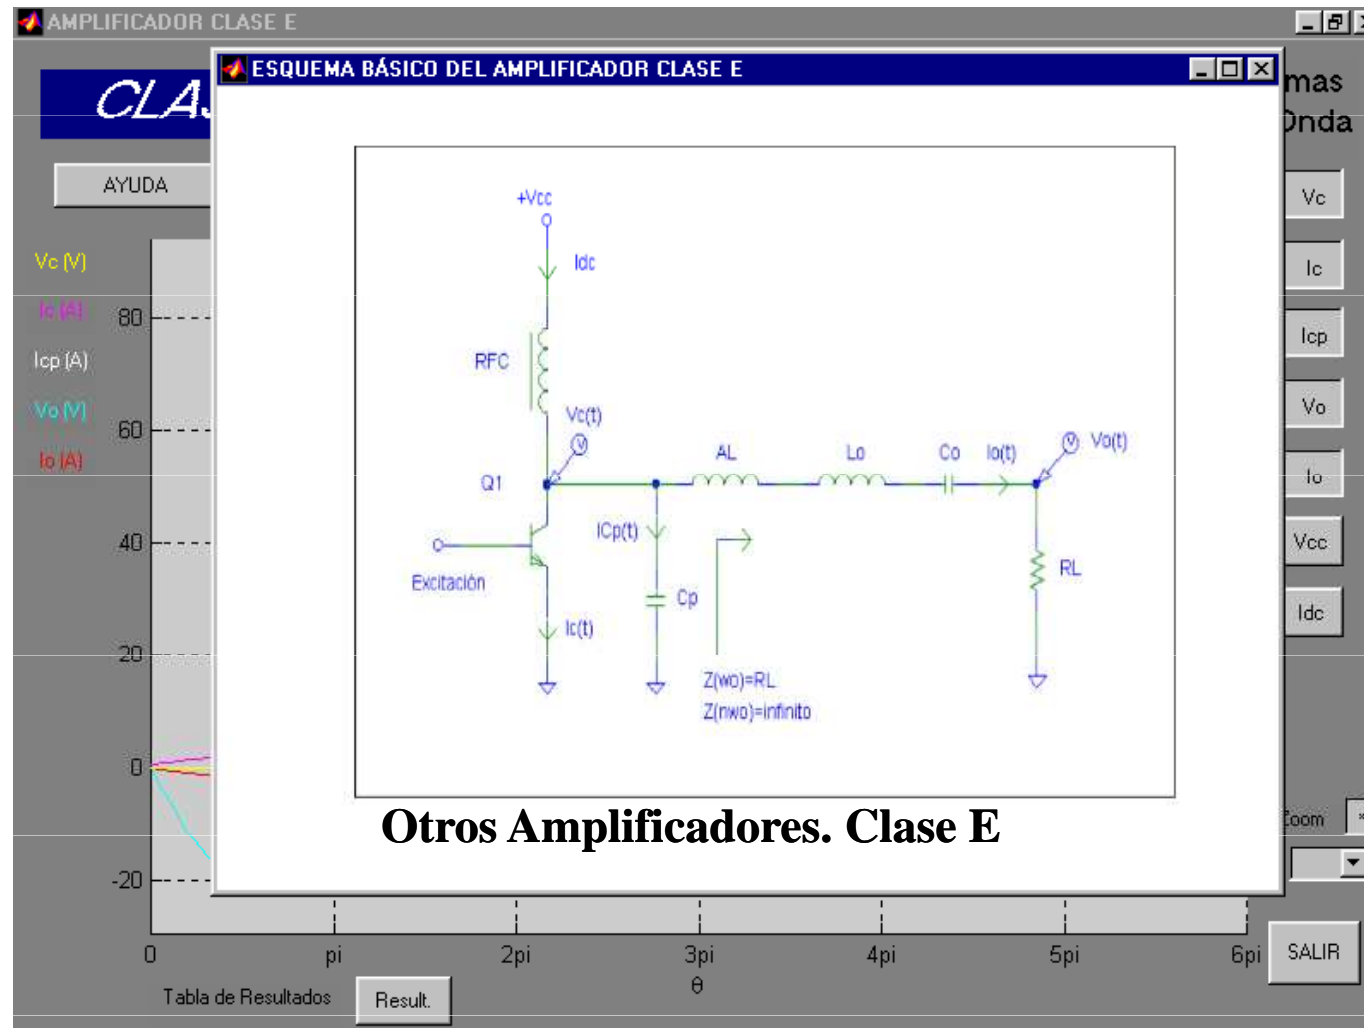 AMPLIFICADOR CLASE E
ESQUEMA BÁSICO DEL AMPLIFICADOR CLASE E
mas
Onda
AYUDA
Vc (V)
Ic (A)
Icp (A)
Vo (V)
Io (A)
80
60
40
20
0
-20
+Vcc
Idc
RFC
Vc(t)
Q1
AL
Lo
Co
Io(t)
Vo(t)
ICp(t)
Excitación
Cp
RL
Ic(t)
Z(wo)=RL
Z(nwo)=infinito
Otros Amplificadores. Clase E
Vc
Ic
Icp
Vo
Io
Vcc
Idc
Zoom
0
pi
2pi
3pi
4pi
5pi
6pi
θ
SALIR
Tabla de Resultados
Result.